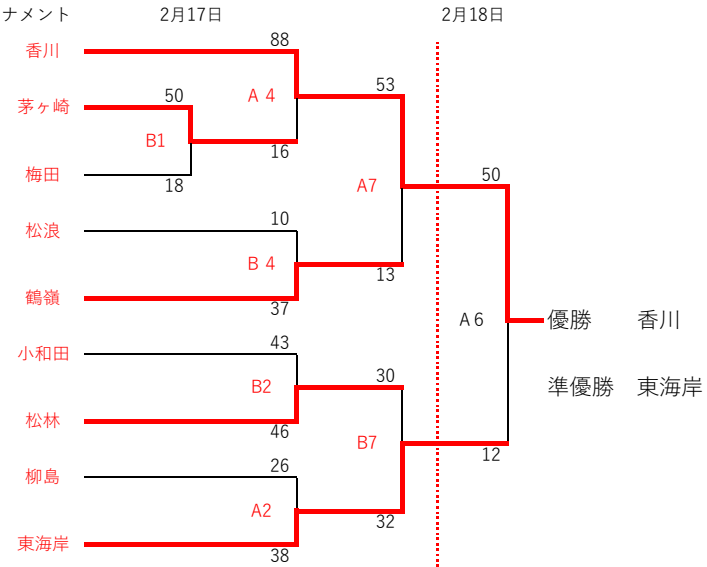 ナメント 2月17日 2月18日
88
香川
53
A 4
50
茅ヶ崎
B1
16
梅田
50
18
A7
10
松浪
B 4
13
鶴嶺
37
A 6 優勝 香川
43
小和田
30
B2
準優勝 東海岸
松林
46
B7
12
26
柳島
A2
32
東海岸
38